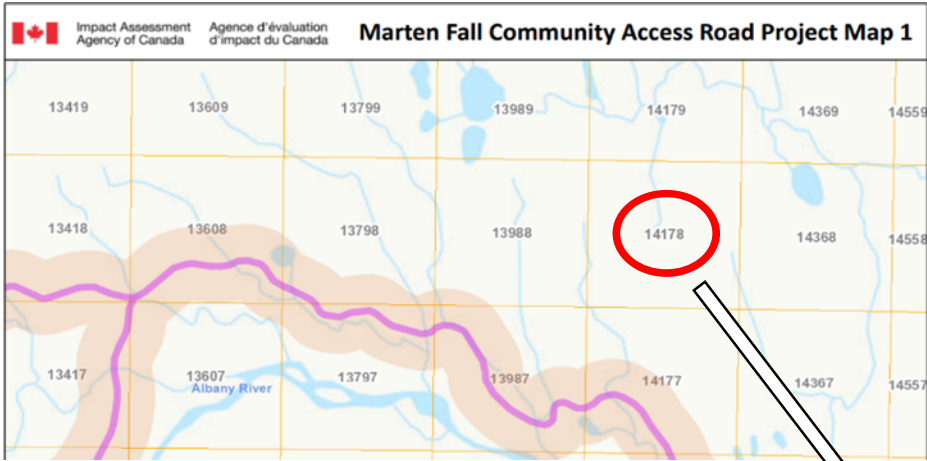 Impact Assessment Agence d'évaluation
Agency of Canada d'impact du Canada
Marten Fall Community Access Road Project Map 1
13419 13609 13799 13989 14179 14369 14559
13418 13608 13798 13988 14178 14368 14558
13417 13607 13797 13987 14177 14367 14557
Albany River